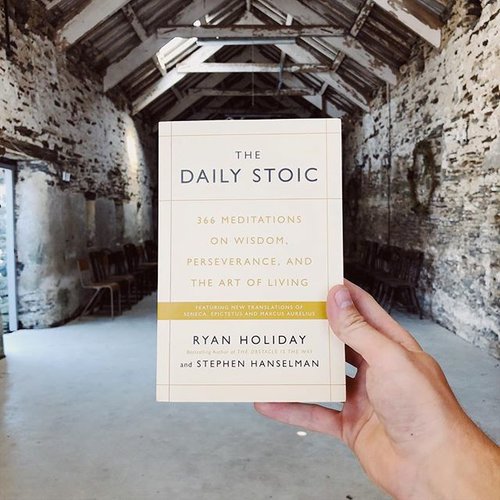 THE
DAILY STOIC
366 MEDITATIONS
ON WISDOM,
PERSEVERANCE, AND
THE ART OF LIVING
FEATURING NEW TRANSLATIONS OF
SENECA, EPICTETUS AND MARCUS AURELIUS
RYAN HOLIDAY
Bestselling Author of THE OBSTACLE IS THE WAY
and STEPHEN HANSELMAN